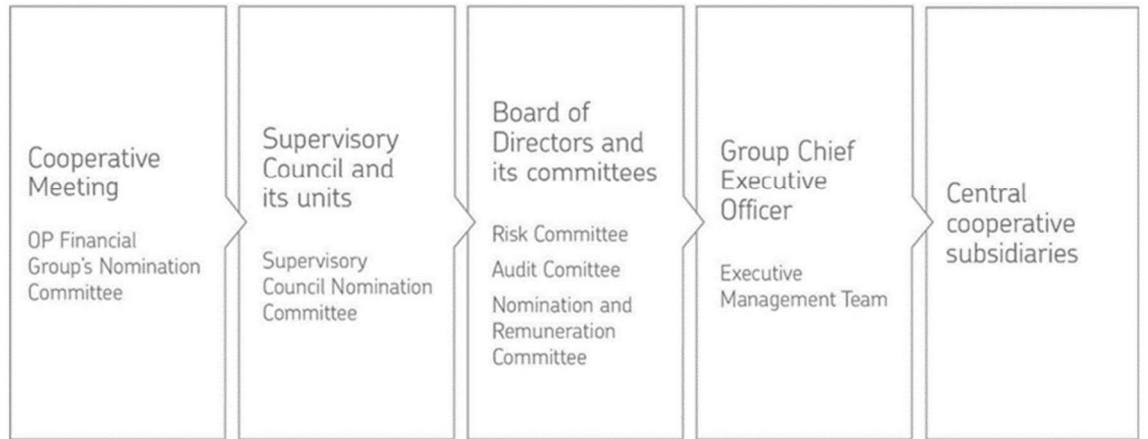 Cooperative
Meeting
OP Financial
Group's Nomination
Committee
Supervisory
Council and
its units
Supervisory
Council Nomination
Committee
Board of
Directors and
its committees
Risk Committee
Audit Comittee
Nomination and
Remuneration
Committee
Group Chief
Executive
Officer
Executive
Management Team
Central
cooperative
subsidiaries